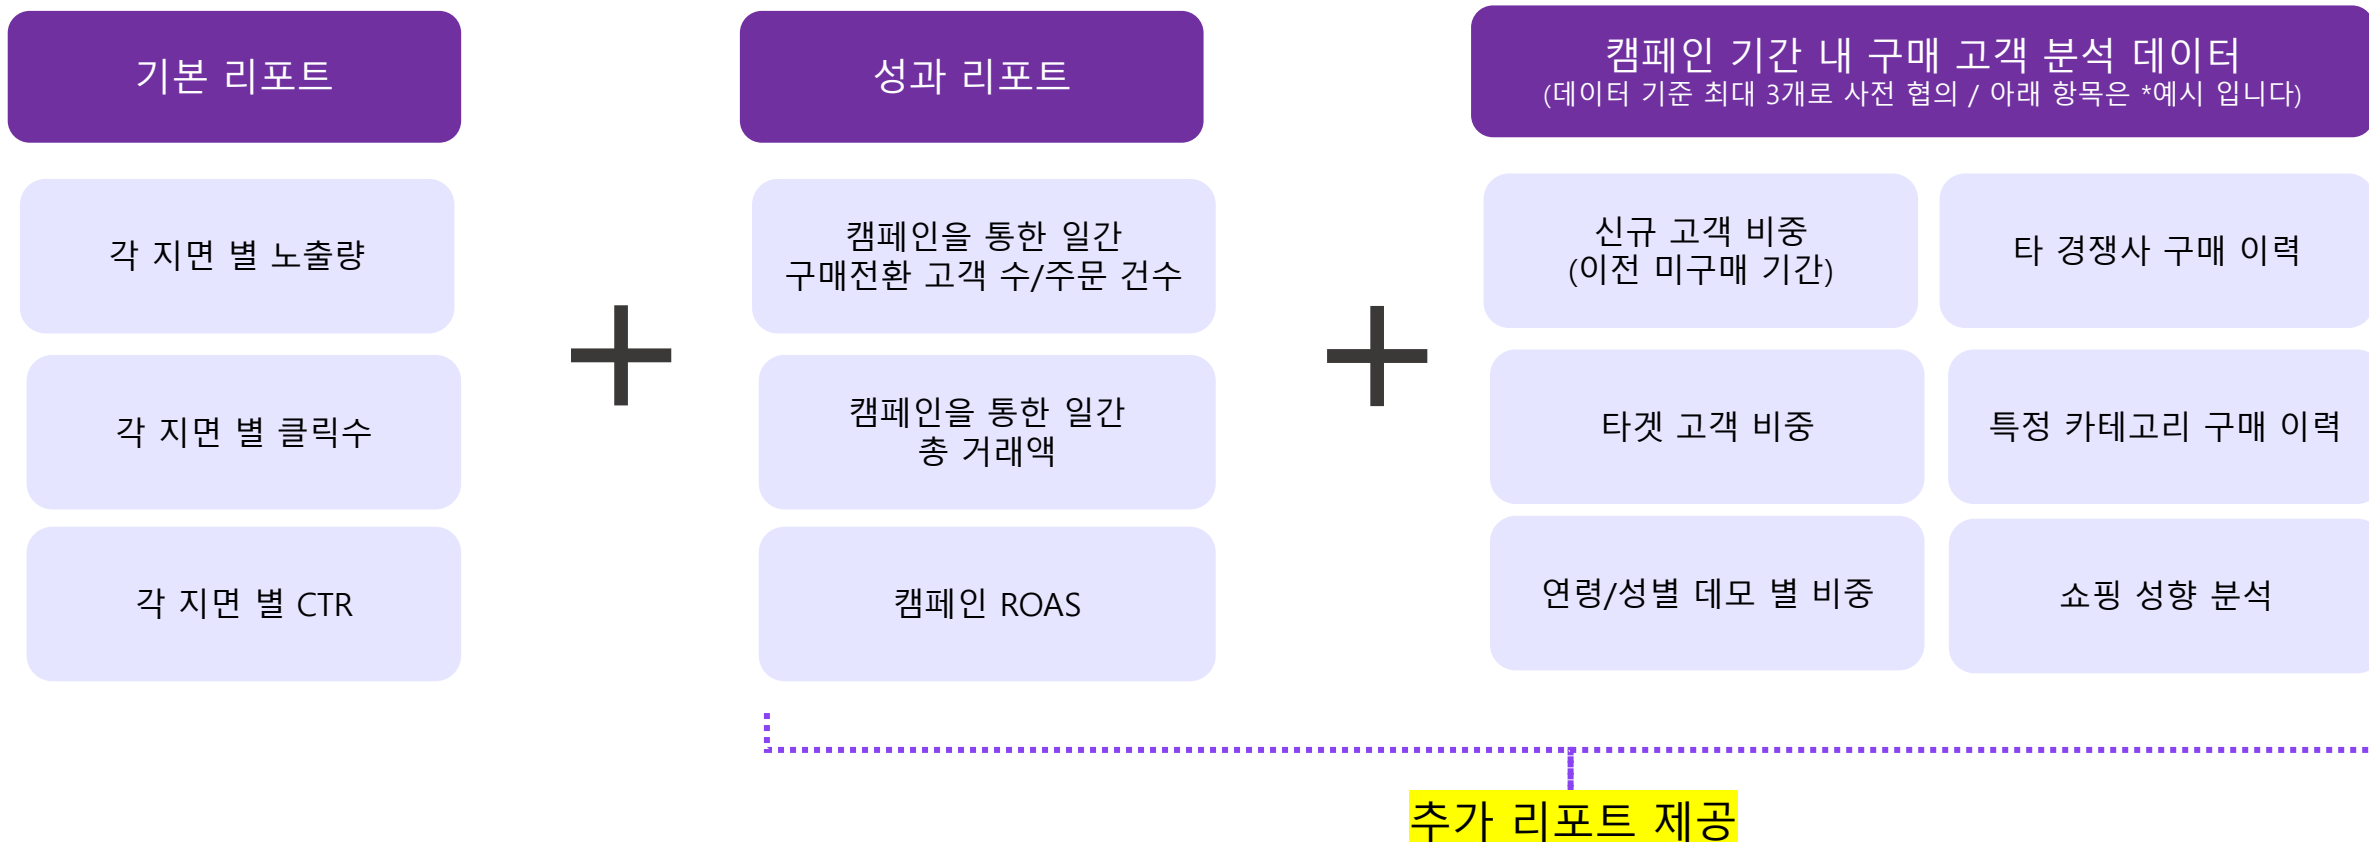 기본 리포트
각 지면 별 노출량
각 지면 별 클릭수
각 지면 별 CTR
성과 리포트
캠페인을 통한 일간
구매전환 고객 수/주문 건수
캠페인을 통한 일간
총 거래액
캠페인 ROAS
캠페인 기간 내 구매 고객 분석 데이터
(데이터 기준 최대 3개로 사전 협의 / 아래 항목은 *예시 입니다)
신규 고객 비중
(이전 미구매 기간)
타 경쟁사 구매 이력
타겟 고객 비중
특정 카테고리 구매 이력
연령/성별 데모 별 비중
쇼핑 성향 분석
추가 리포트 제공